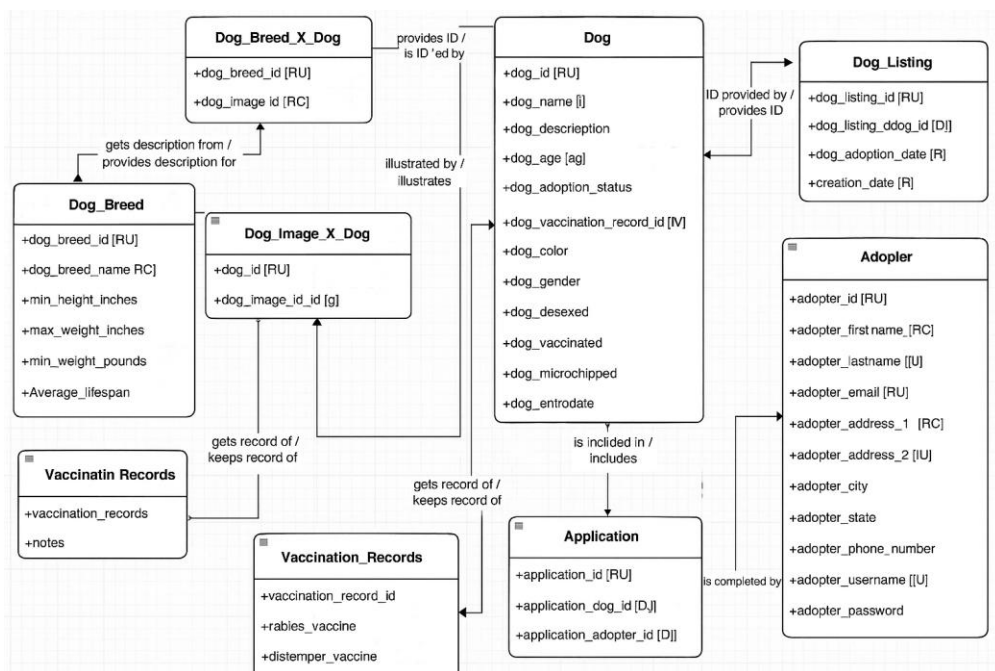 Dog_Breed_X_Dog
+dog_breed_id [RU]
+dog_image id [RC]
provides ID /
is ID 'ed by
Dog
+dog_id [RU]
+dog_name [i]
+dog_descrieption
+dog_age [ag]
+dog_adoption_status
+dog_vaccination_record_id [IV]
+dog_color
+dog_gender
+dog_desexed
+dog_vaccinated
+dog_microchipped
+dog_entrodate
ID provided by /
provides ID
Dog_Listing
+dog_listing_id [RU]
+dog_listing_ddog_id [D!]
+dog_adoption_date [R]
+creation_date [R]
gets description from /
provides description for
illustrated by /
illustrates
Dog_Breed
+dog_breed_id [RU]
+dog_breed_name RC]
+min_height_inches
+max_weight_inches
+min_weight_pounds
+Average_lifespan
Dog_Image_X_Dog
+dog_id [RU]
+dog_image_id_id [g]
Adopler
+adopter_id [RU]
+adopter_first name_[RC]
+adopter_lastname [[U]
+adopter_email [RU]
+adopter_address_1 [RC]
+adopter_address_2 [IU]
+adopter_city
+adopter_state
+adopter_phone_number
+adopter_username [[U]
+adopter_password
gets record of /
keeps record of
is inclided in /
includes
Vaccinatin Records
+vaccination_records
+notes
gets record of /
keeps record of
Vaccination_Records
+vaccination_record_id
+rabies_vaccine
+distemper_vaccine
Application
+application_id [RU]
+application_dog_id [D,J]
+application_adopter_id [D]]
is completed by